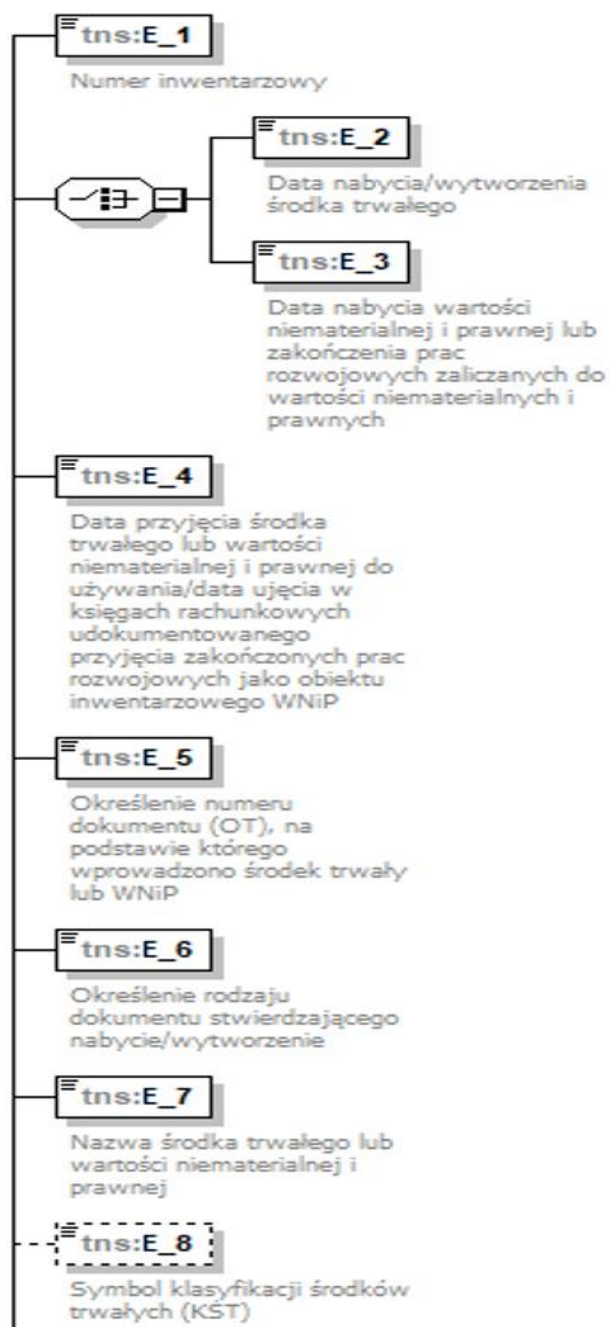 tns:E_1
Numer inwentarzowy
tns:E_2
Data nabycia/wytworzenia
środka trwałego
tns:E_3
Data nabycia wartości
niematerialnej i prawnej lub
zakończenia prac
rozwojowych zaliczanych do
wartości niematerialnych i
prawnych
tns:E_4
Data przyjęcia środka
trwałego lub wartości
niematerialnej i prawnej do
używania/data ujęcia w
księgach rachunkowych
udokumentowanego
przyjęcia zakończonych prac
rozwojowych jako obiektu
inwentarzowego WNiP
tns:E_5
Określenie numeru
dokumentu (OT), na
podstawie którego
wprowadzono środek trwały
lub WNiP
tns:E_6
Określenie rodzaju
dokumentu stwierdzającego
nabycie/wytworzenie
tns:E_7
Nazwa środka trwałego lub
wartości niematerialnej i
prawnej
tns:E_8
Symbol klasyfikacji środków
trwałych (KŚT)